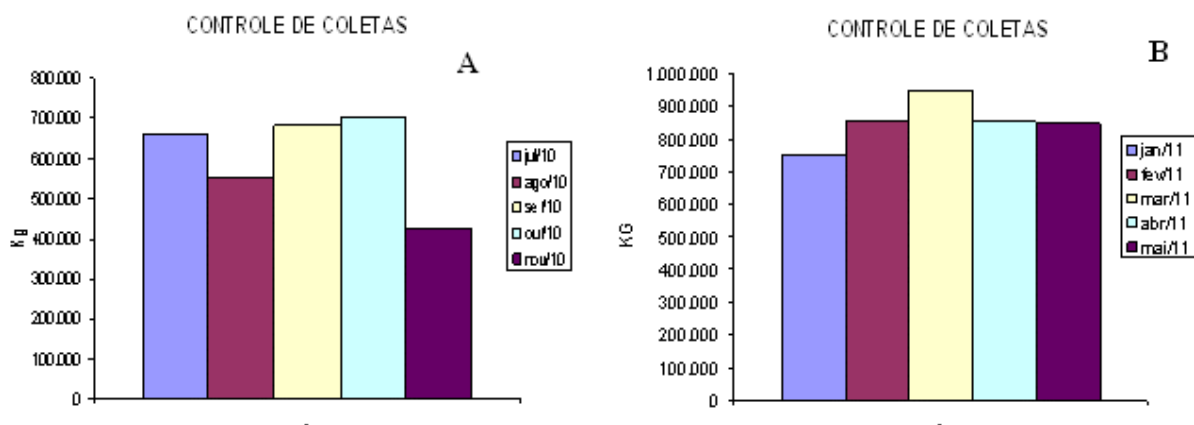 CONTROLE DE COLETAS
A
800.000
700.000
600.000
500.000
400.000
300.000
200.000
100.000
0
Kg
jul/10
ago/10
set/10
out/10
nov/10
CONTROLE DE COLETAS
B
1.000.000
900.000
800.000
700.000
600.000
500.000
400.000
300.000
200.000
100.000
0
KG
jan/11
fev/11
mar/11
abr/11
mai/11